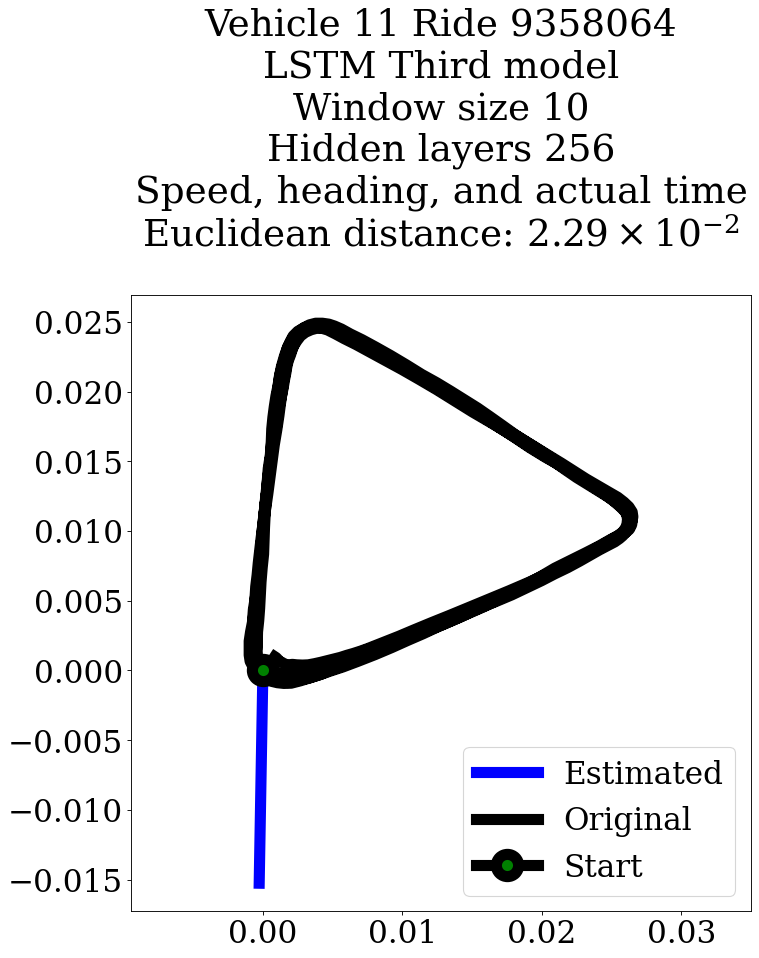 Vehicle 11 Ride 9358064
LSTM Third model
Window size 10
Hidden layers 256
Speed, heading, and actual time
Euclidean distance: 2.29 × 10⁻²
0.025
0.020
0.015
0.010
0.005
0.000
−0.005
−0.010
−0.015
Estimated
Original
Start
0.00 0.01 0.02 0.03